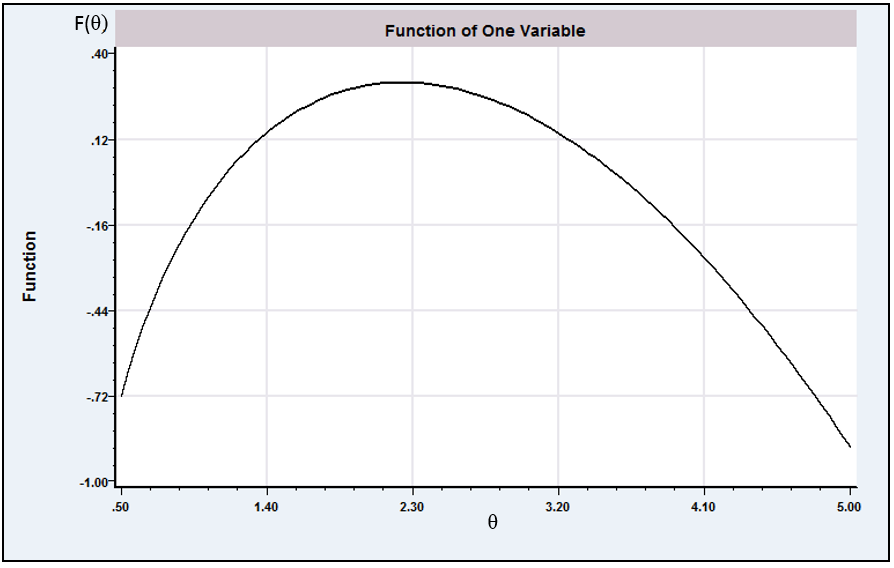 F(θ)
Function of One Variable
.40
.12
-.16
-.44
-.72
-1.00
Function
.50 1.40 2.30 3.20 4.10 5.00
θ